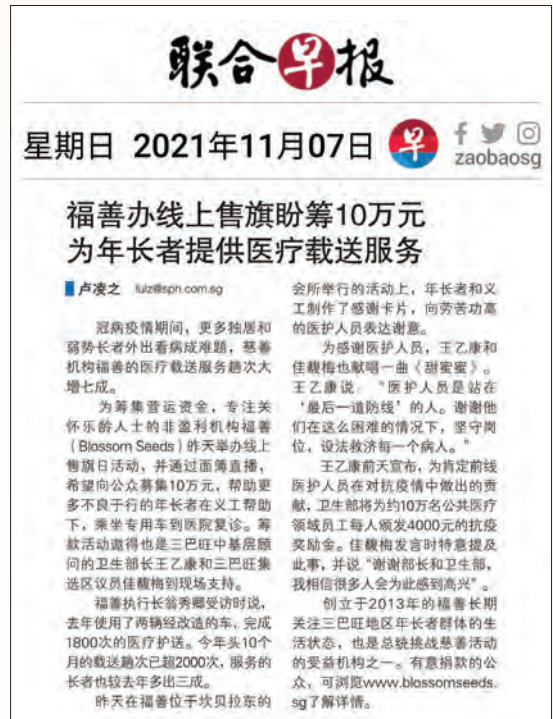 联合早报
星期日 2021年11月07日
zaobaosg
福善办线上售旗盼筹10万元
为年长者提供医疗载送服务
卢凌之 luiz@sph.com.sg
冠病疫情期间，更多独居和
弱势长者外出看病成难题，慈善
机构福善的医疗载送服务趟次大
增七成。
为筹集营运资金，专注关
怀乐龄人士的非盈利机构福善
（Blossom Seeds）昨天举办线上
售旗日活动，并通过面簿直播，
希望向公众募集10万元，帮助更
多不良于行的年长者在义工帮助
下，乘坐专用车到医院复诊。筹
款活动邀得也是三巴旺中基层顾
问的卫生部长王乙康和三巴旺集
选区议员佳馥梅到现场支持。
福善执行长翁秀卿受访时说，
去年使用了两辆经改造的车，完成
1800次的医疗护送。今年头10个
月的载送趟次已超2000次，服务的
长者也较去年多出三成。
昨天在福善位于坎贝拉东的
会所举行的活动上，年长者和义
工制作了感谢卡片，向劳苦功高
的医护人员表达谢意。
为感谢医护人员，王乙康和
佳馥梅也献唱一曲《甜蜜蜜》。
王乙康说，“医护人员是站在
‘最后一道防线’的人。谢谢他
们在这么困难的情况下，坚守岗
位，设法救济每一个病人。”
王乙康前天宣布，为肯定前线
医护人员在对抗疫情中做出的贡
献，卫生部将为约10万名公共医疗
领域员工每人颁发4000元的抗疫
奖励金。佳馥梅发言时特意提及
此事，并说“谢谢部长和卫生部，
我相信很多人会为此感到高兴”。
创立于2013年的福善长期
关注三巴旺地区年长者群体的生
活状态，也是总统挑战慈善活动
的受益机构之一。有意捐款的公
众，可浏览www.blossomseeds.
sg了解详情。